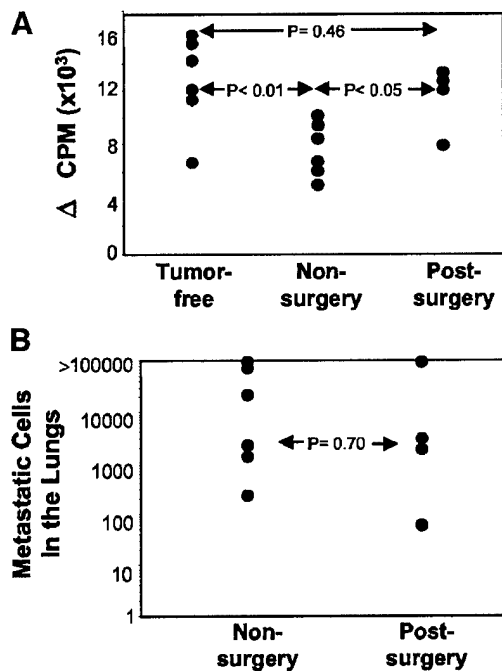 A
Δ CPM (x10³)
16
12
8
4
0
P= 0.46
P< 0.01
P< 0.05
Tumor-
free
Non-
surgery
Post-
surgery
B
Metastatic Cells
In the Lungs
>100000
10000
1000
100
10
1
P= 0.70
Non-
surgery
Post-
surgery